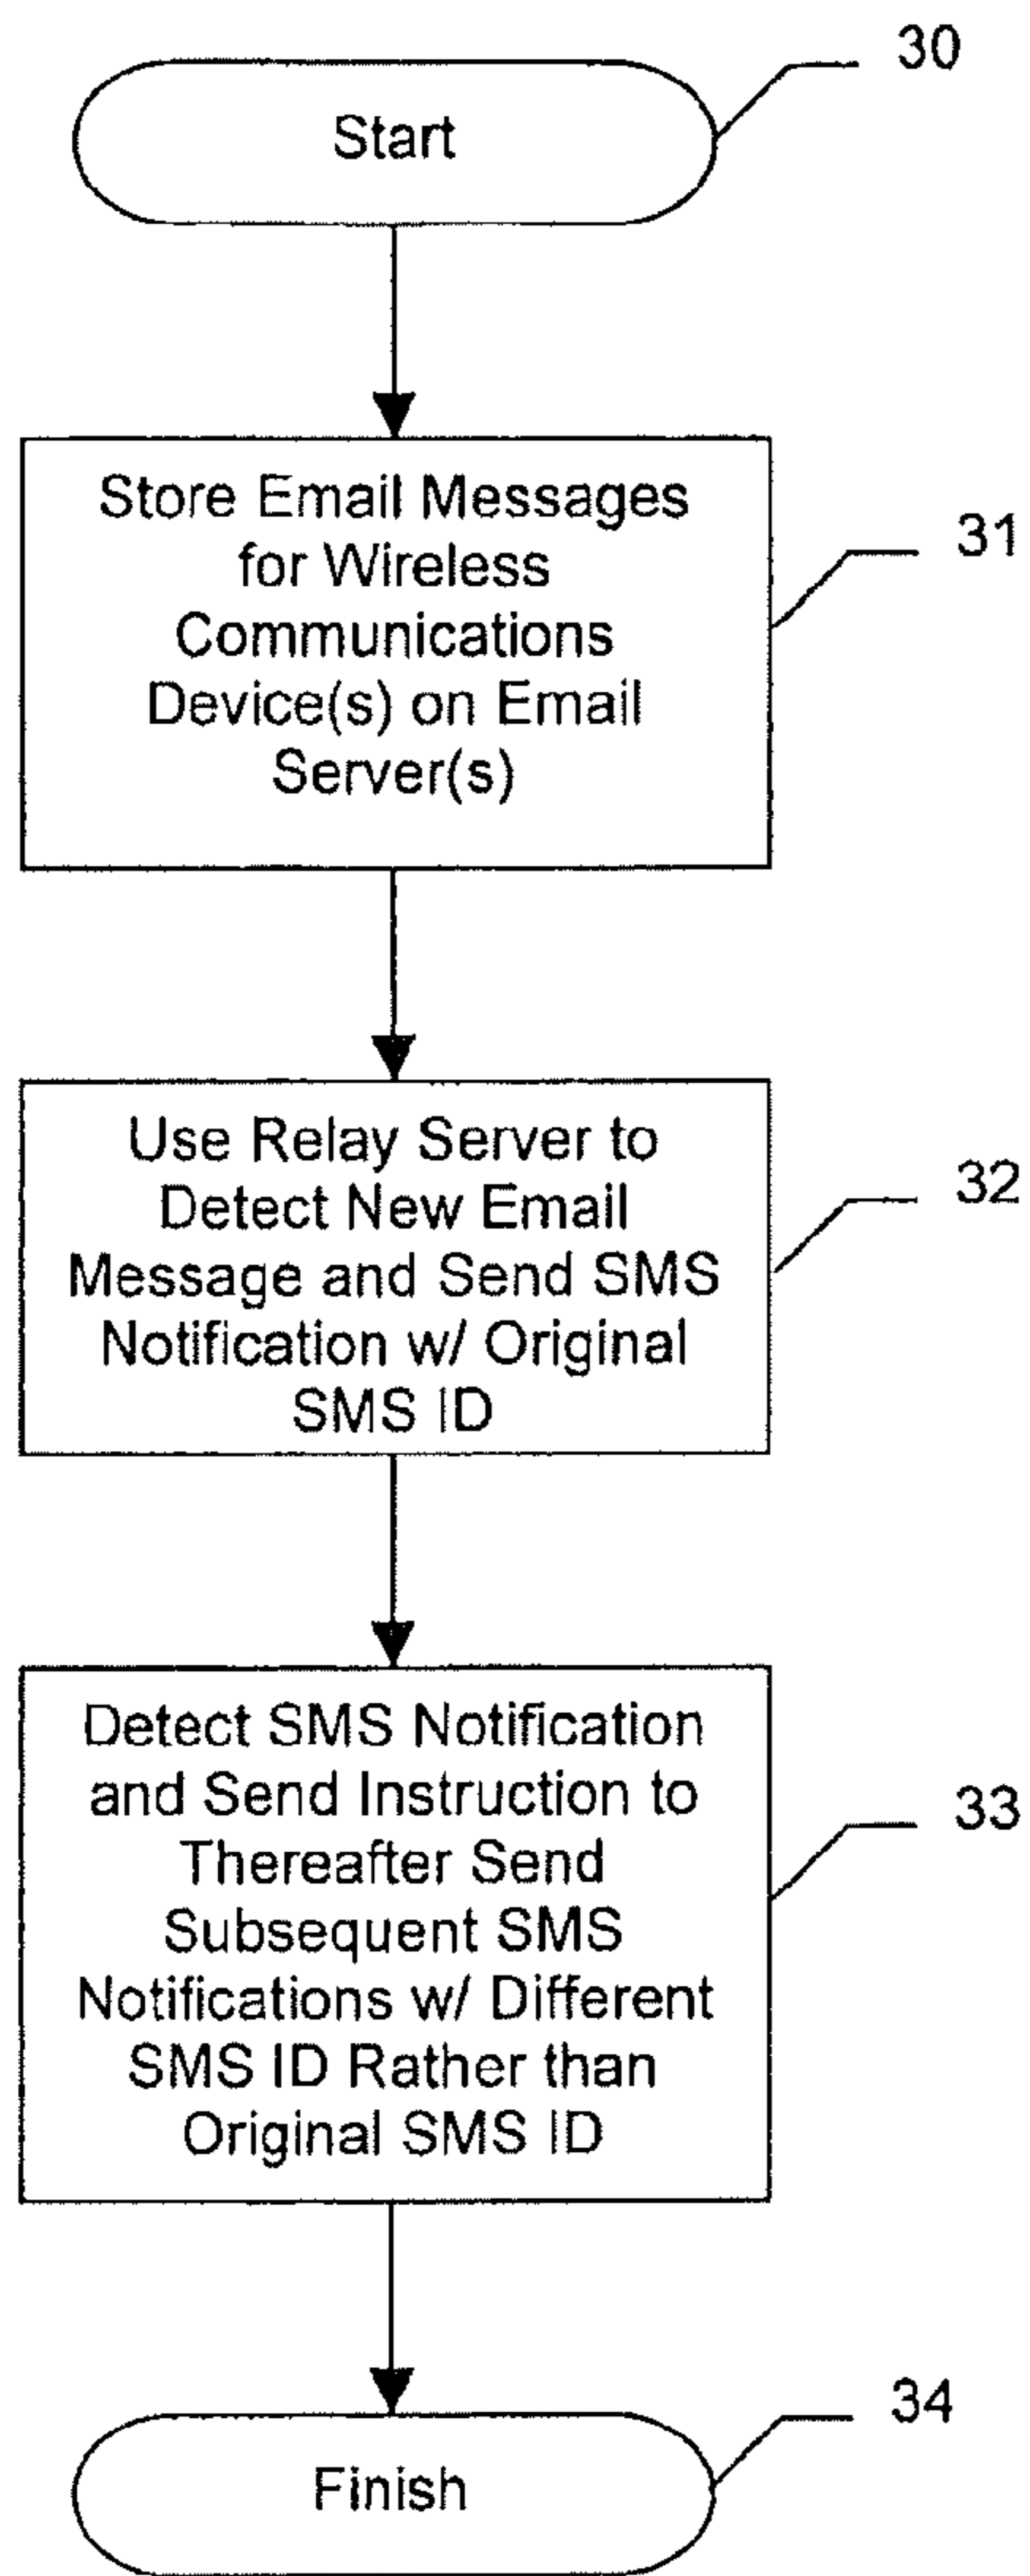 30
Start
Store Email Messages
for Wireless
Communications
Device(s) on Email
Server(s)
31
Use Relay Server to
Detect New Email
Message and Send SMS
Notification w/ Original
SMS ID
32
Detect SMS Notification
and Send Instruction to
Thereafter Send
Subsequent SMS
Notifications w/ Different
SMS ID Rather than
Original SMS ID
33
34
Finish